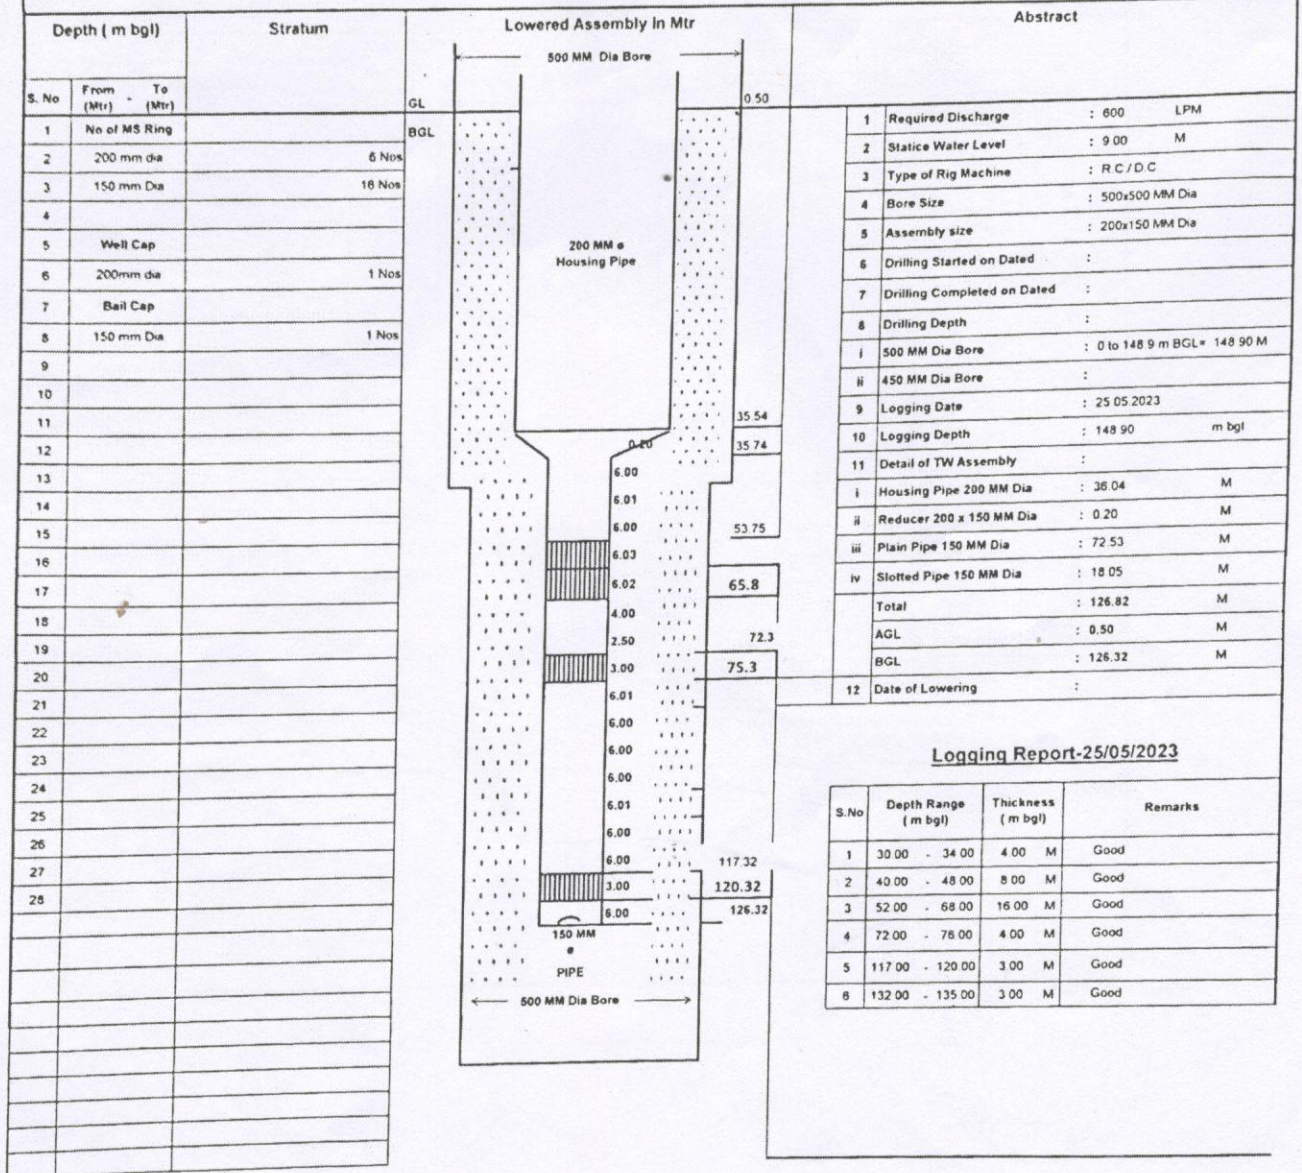 Depth ( m bgl) Stratum Lowered Assembly in Mtr Abstract
S. No From (Mtr) - To (Mtr)
1 No of MS Ring
2 200 mm dia 6 Nos
3 150 mm Dia 16 Nos
4
5 Well Cap
6 200mm dia 1 Nos
7 Bail Cap
8 150 mm Dia 1 Nos
9
10
11
12
13
14
15
16
17
18
19
20
21
22
23
24
25
26
27
28
500 MM Dia Bore
GL
0.50
BGL
200 MM ø
Housing Pipe
35 54
0.20
35 74
6.00
6.01
6.00
53.75
6.03
6.02
65.8
4.00
2.50
72.3
3.00
75.3
6.01
6.00
6.00
6.00
6.01
6.00
6.00
117.32
3.00
120.32
6.00
126.32
150 MM
ø
PIPE
500 MM Dia Bore
1 Required Discharge : 600 LPM
2 Statice Water Level : 9 00 M
3 Type of Rig Machine : R.C / D.C
4 Bore Size : 500x500 MM Dia
5 Assembly size : 200x150 MM Dia
6 Drilling Started on Dated :
7 Drilling Completed on Dated :
8 Drilling Depth :
i 500 MM Dia Bore : 0 to 148 9 m BGL= 148 90 M
ii 450 MM Dia Bore :
9 Logging Date : 25 05.2023
10 Logging Depth : 148 90 m bgl
11 Detail of TW Assembly :
i Housing Pipe 200 MM Dia : 36.04 M
ii Reducer 200 x 150 MM Dia : 0.20 M
iii Plain Pipe 150 MM Dia : 72.53 M
iv Slotted Pipe 150 MM Dia : 18 05 M
Total : 126.82 M
AGL : 0.50 M
BGL : 126.32 M
12 Date of Lowering :
Logging Report-25/05/2023
S.No Depth Range ( m bgl) Thickness ( m bgl) Remarks
1 30.00 - 34 00 4.00 M Good
2 40.00 - 48 00 8 00 M Good
3 52.00 - 68.00 16 00 M Good
4 72 00 - 76 00 4.00 M Good
5 117 00 - 120 00 3.00 M Good
6 132 00 - 135 00 3 00 M Good